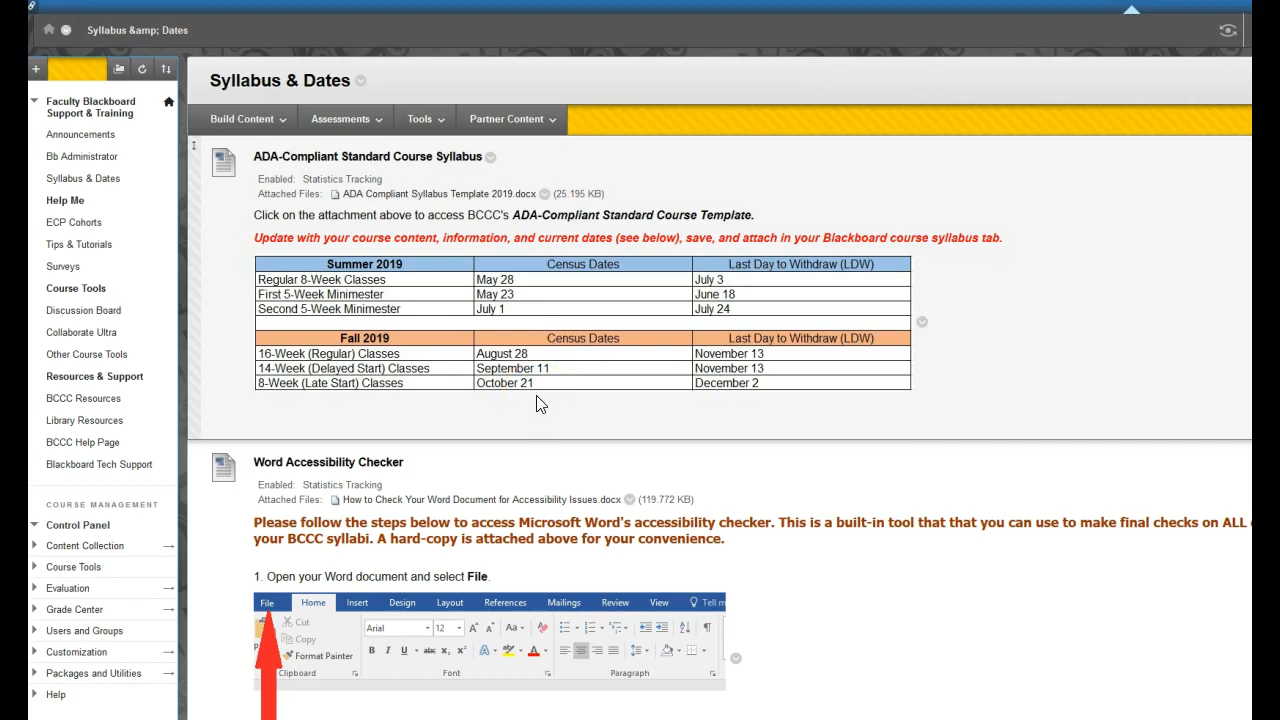 Syllabus &amp; Dates
Faculty Blackboard
Support & Training
Announcements
Bb Administrator
Syllabus & Dates
Help Me
ECP Cohorts
Tips & Tutorials
Surveys
Course Tools
Discussion Board
Collaborate Ultra
Other Course Tools
Resources & Support
BCCC Resources
Library Resources
BCCC Help Page
Blackboard Tech Support
COURSE MANAGEMENT
Control Panel
Content Collection
Course Tools
Evaluation
Grade Center
Users and Groups
Customization
Packages and Utilities
Help
Syllabus & Dates
Build Content Assessments Tools Partner Content
ADA-Compliant Standard Course Syllabus
Enabled: Statistics Tracking
Attached Files: ADA Compliant Syllabus Template 2019.docx (25.195 KB)
Click on the attachment above to access BCCC's ADA-Compliant Standard Course Template.
Update with your course content, information, and current dates (see below), save, and attach in your Blackboard course syllabus tab.
Summer 2019 Census Dates Last Day to Withdraw (LDW)
Regular 8-Week Classes May 28 July 3
First 5-Week Minimester May 23 June 18
Second 5-Week Minimester July 1 July 24
Fall 2019 Census Dates Last Day to Withdraw (LDW)
16-Week (Regular) Classes August 28 November 13
14-Week (Delayed Start) Classes September 11 November 13
8-Week (Late Start) Classes October 21 December 2
Word Accessibility Checker
Enabled: Statistics Tracking
Attached Files: How to Check Your Word Document for Accessibility Issues.docx (119.772 KB)
Please follow the steps below to access Microsoft Word's accessibility checker. This is a built-in tool that that you can use to make final checks on ALL
your BCCC syllabi. A hard-copy is attached above for your convenience.
1. Open your Word document and select File.
File Home Insert Design Layout References Mailings Review View Tell m
Cut
Copy
Format Painter
Arial 12 Aa
B I U abc x₂ x²
Clipboard Font Paragraph